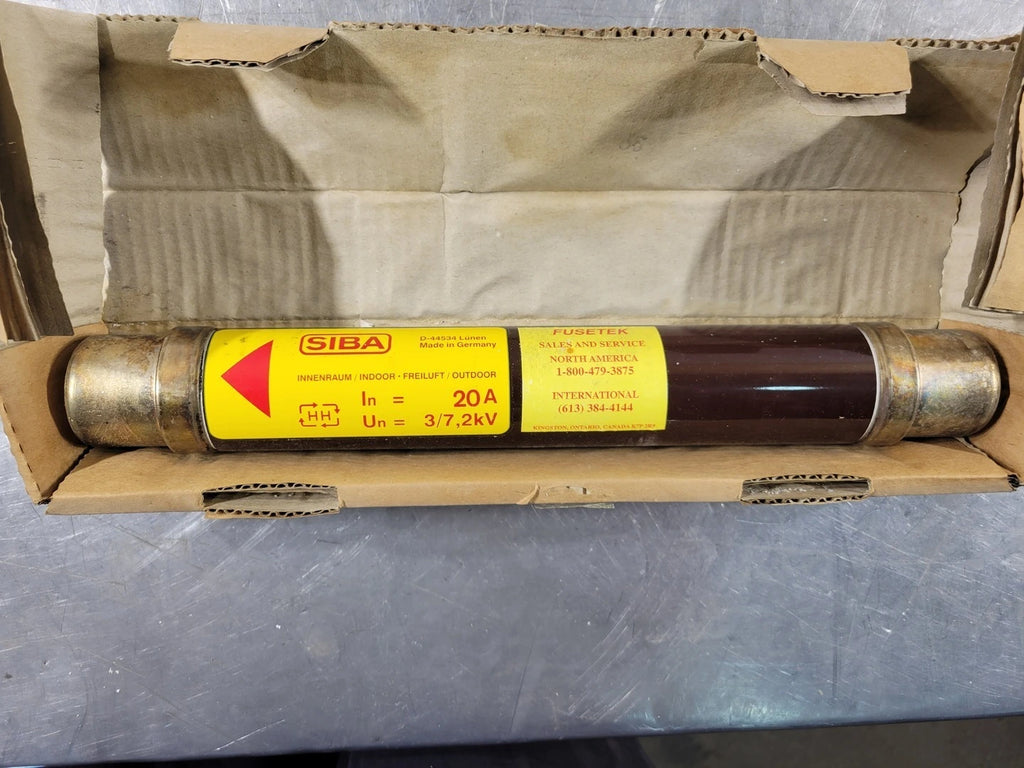 SIBA
D-44534 Lünen
Made in Germany
INNENRAUM / INDOOR - FREILUFT / OUTDOOR
HH
In = 20A
Un = 3/7,2kV
FUSETEK
SALES AND SERVICE
NORTH AMERICA
1-800-479-3875
INTERNATIONAL
(613) 384-4144
KINGSTON, ONTARIO, CANADA